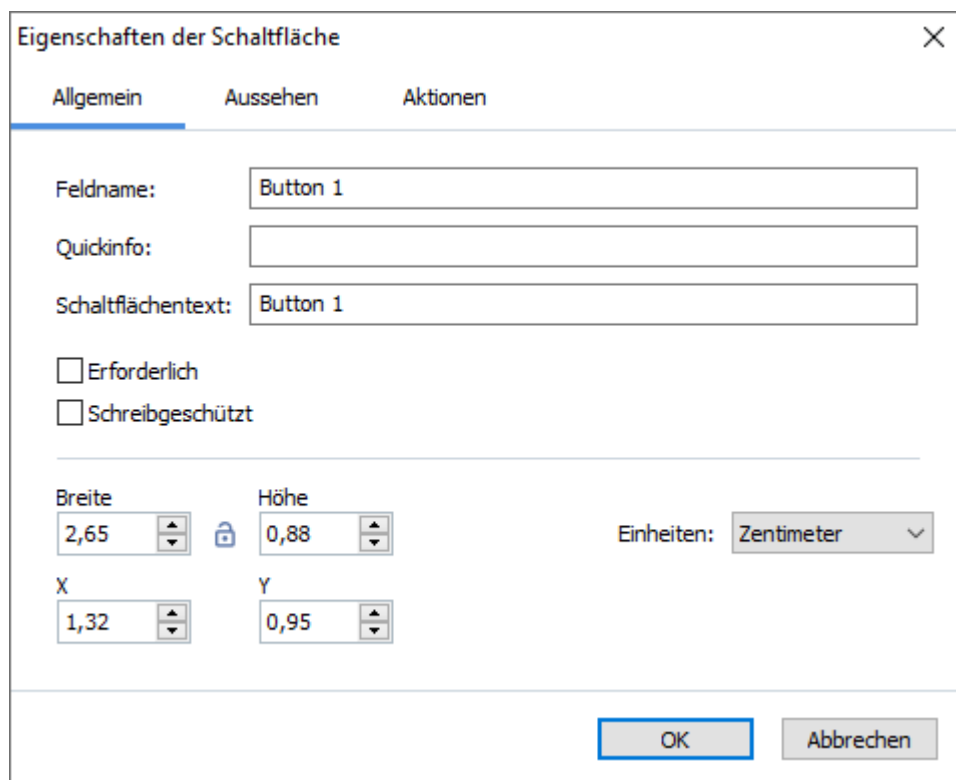 Eigenschaften der Schaltfläche
Allgemein Aussehen Aktionen
Feldname: Button 1
Quickinfo:
Schaltflächentext: Button 1
Erforderlich
Schreibgeschützt
Breite Höhe
2,65 0,88 Einheiten: Zentimeter
X Y
1,32 0,95
OK Abbrechen